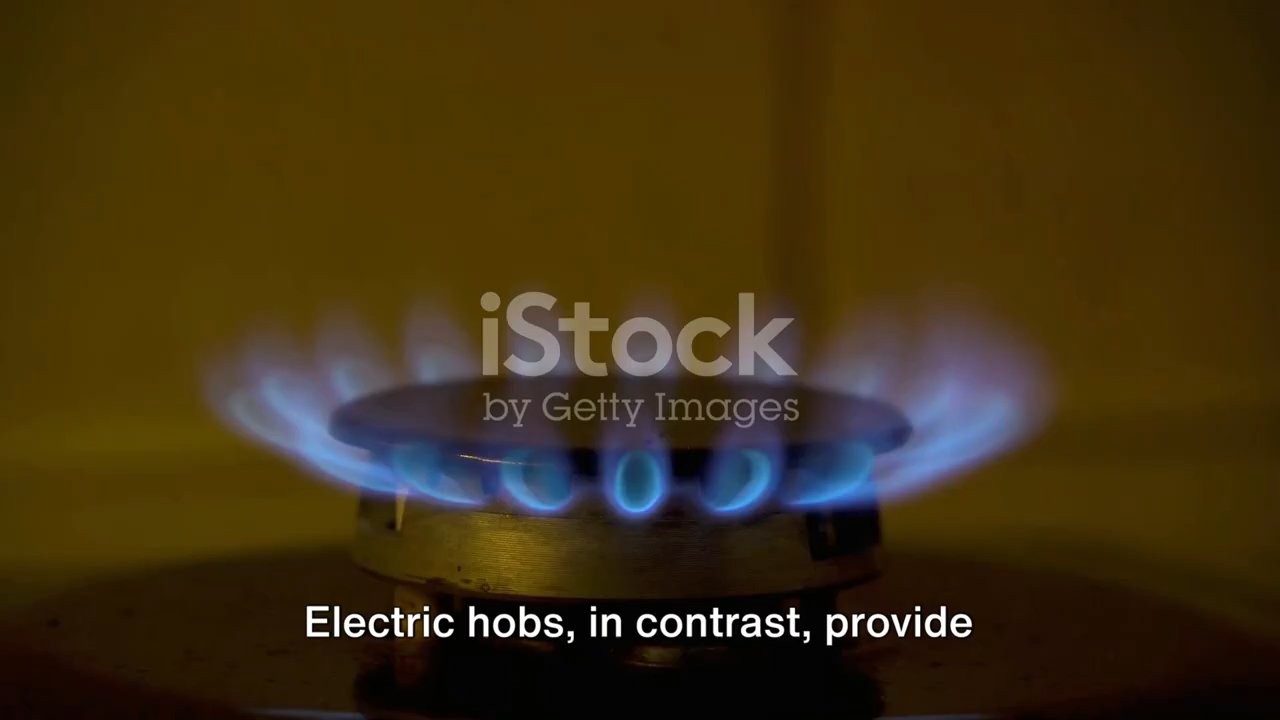 iStock
by Getty Images
Electric hobs, in contrast, provide